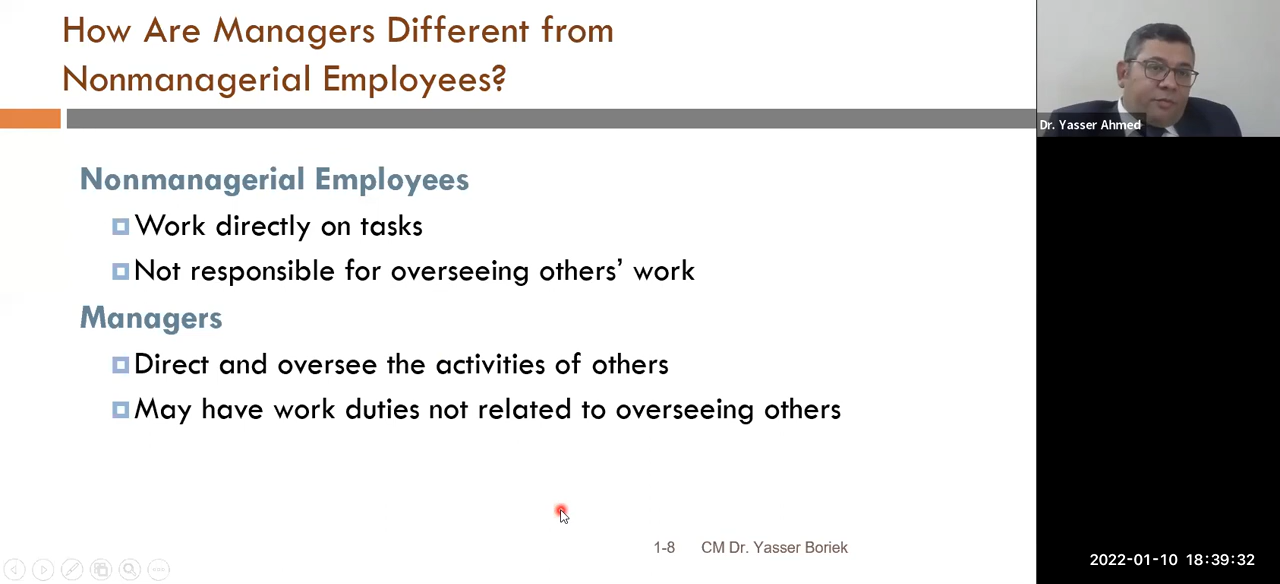 How Are Managers Different from
Nonmanagerial Employees?
Dr. Yasser Ahmed
Nonmanagerial Employees
Work directly on tasks
Not responsible for overseeing others’ work
Managers
Direct and oversee the activities of others
May have work duties not related to overseeing others
1-8 CM Dr. Yasser Boriek
2022-01-10 18:39:32